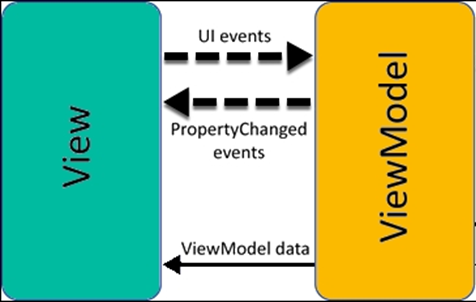 View
UI events
PropertyChanged
events
ViewModel data
ViewModel